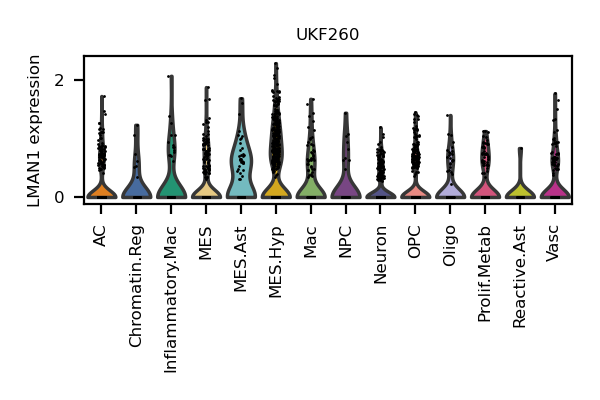 UKF260
LMAN1 expression
2
0
AC
Chromatin.Reg
Inflammatory.Mac
MES
MES.Ast
MES.Hyp
Mac
NPC
Neuron
OPC
Oligo
Prolif.Metab
Reactive.Ast
Vasc